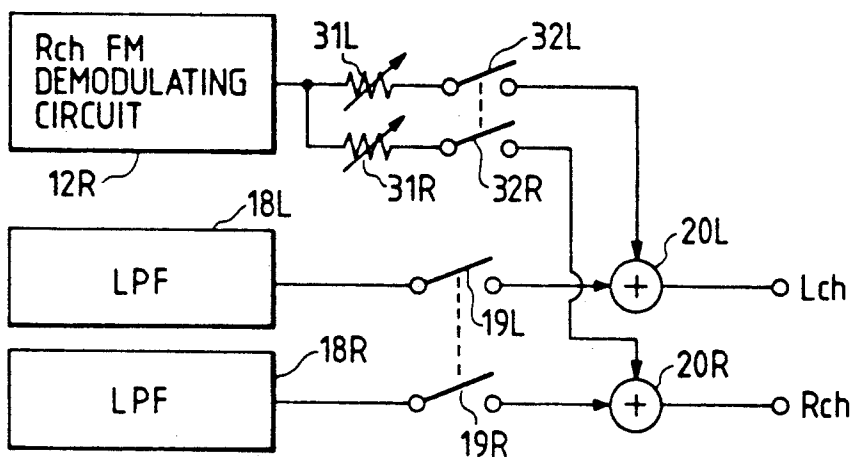 Rch FM
DEMODULATING
CIRCUIT
12R
31L
32L
31R
32R
18L
LPF
19L
20L
Lch
18R
LPF
19R
20R
Rch